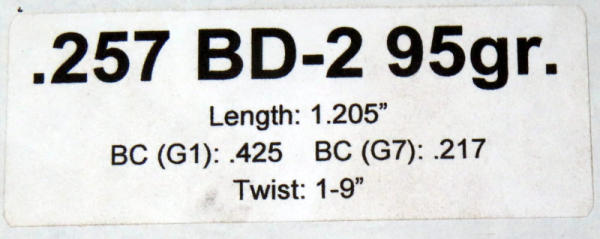 .257 BD-2 95gr.
Length: 1.205”
BC (G1): .425 BC (G7): .217
Twist: 1-9”